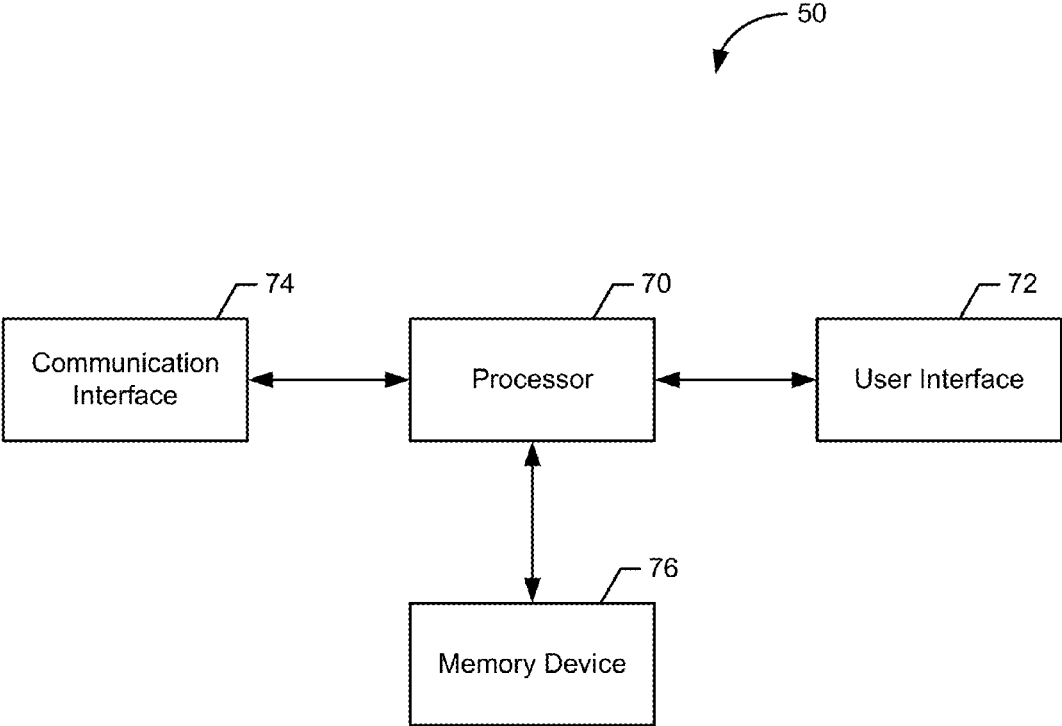 50
74
70
72
Communication
Interface
Processor
User Interface
76
Memory Device